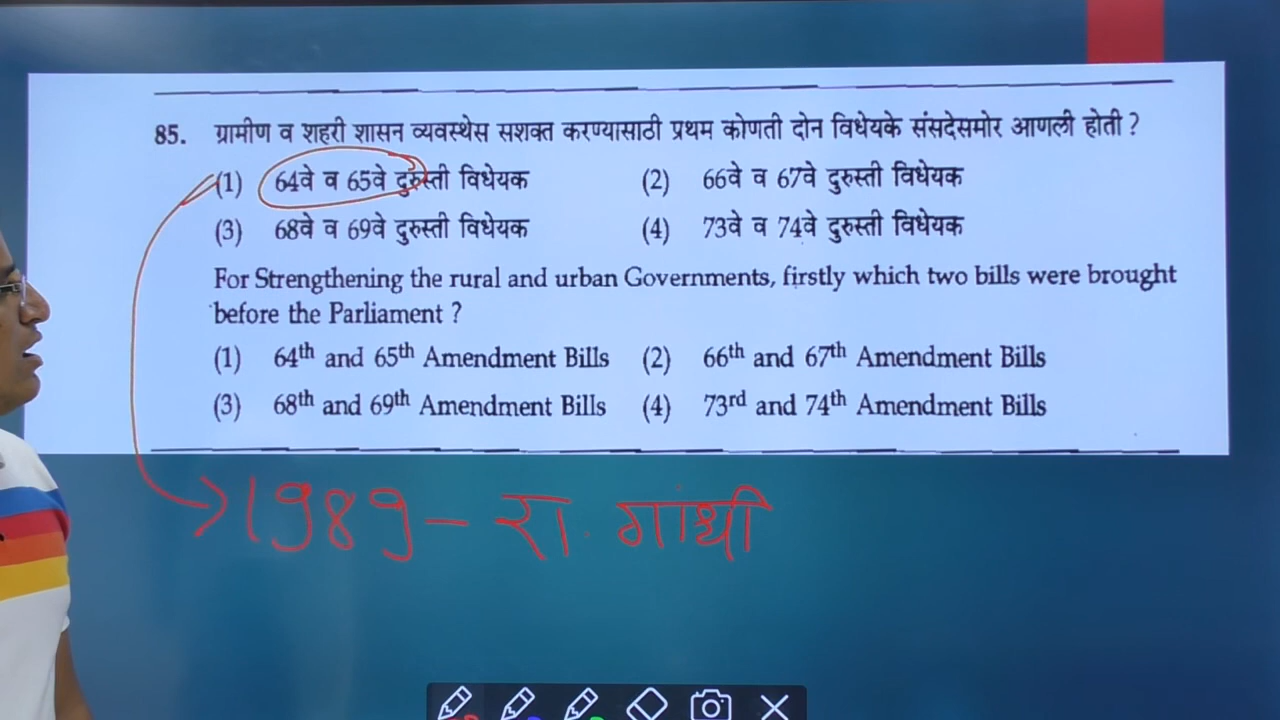 85. ग्रामीण व शहरी शासन व्यवस्थेस सशक्त करण्यासाठी प्रथम कोणती दोन विधेयके संसदेसमोर आणली होती ?
(1) 64वे व 65वे दुरुस्ती विधेयक (2) 66वे व 67वे दुरुस्ती विधेयक
(3) 68वे व 69वे दुरुस्ती विधेयक (4) 73वे व 74वे दुरुस्ती विधेयक
For Strengthening the rural and urban Governments, firstly which two bills were brought
before the Parliament ?
(1) 64th and 65th Amendment Bills (2) 66th and 67th Amendment Bills
(3) 68th and 69th Amendment Bills (4) 73rd and 74th Amendment Bills
→ 1989 – रा. गांधी